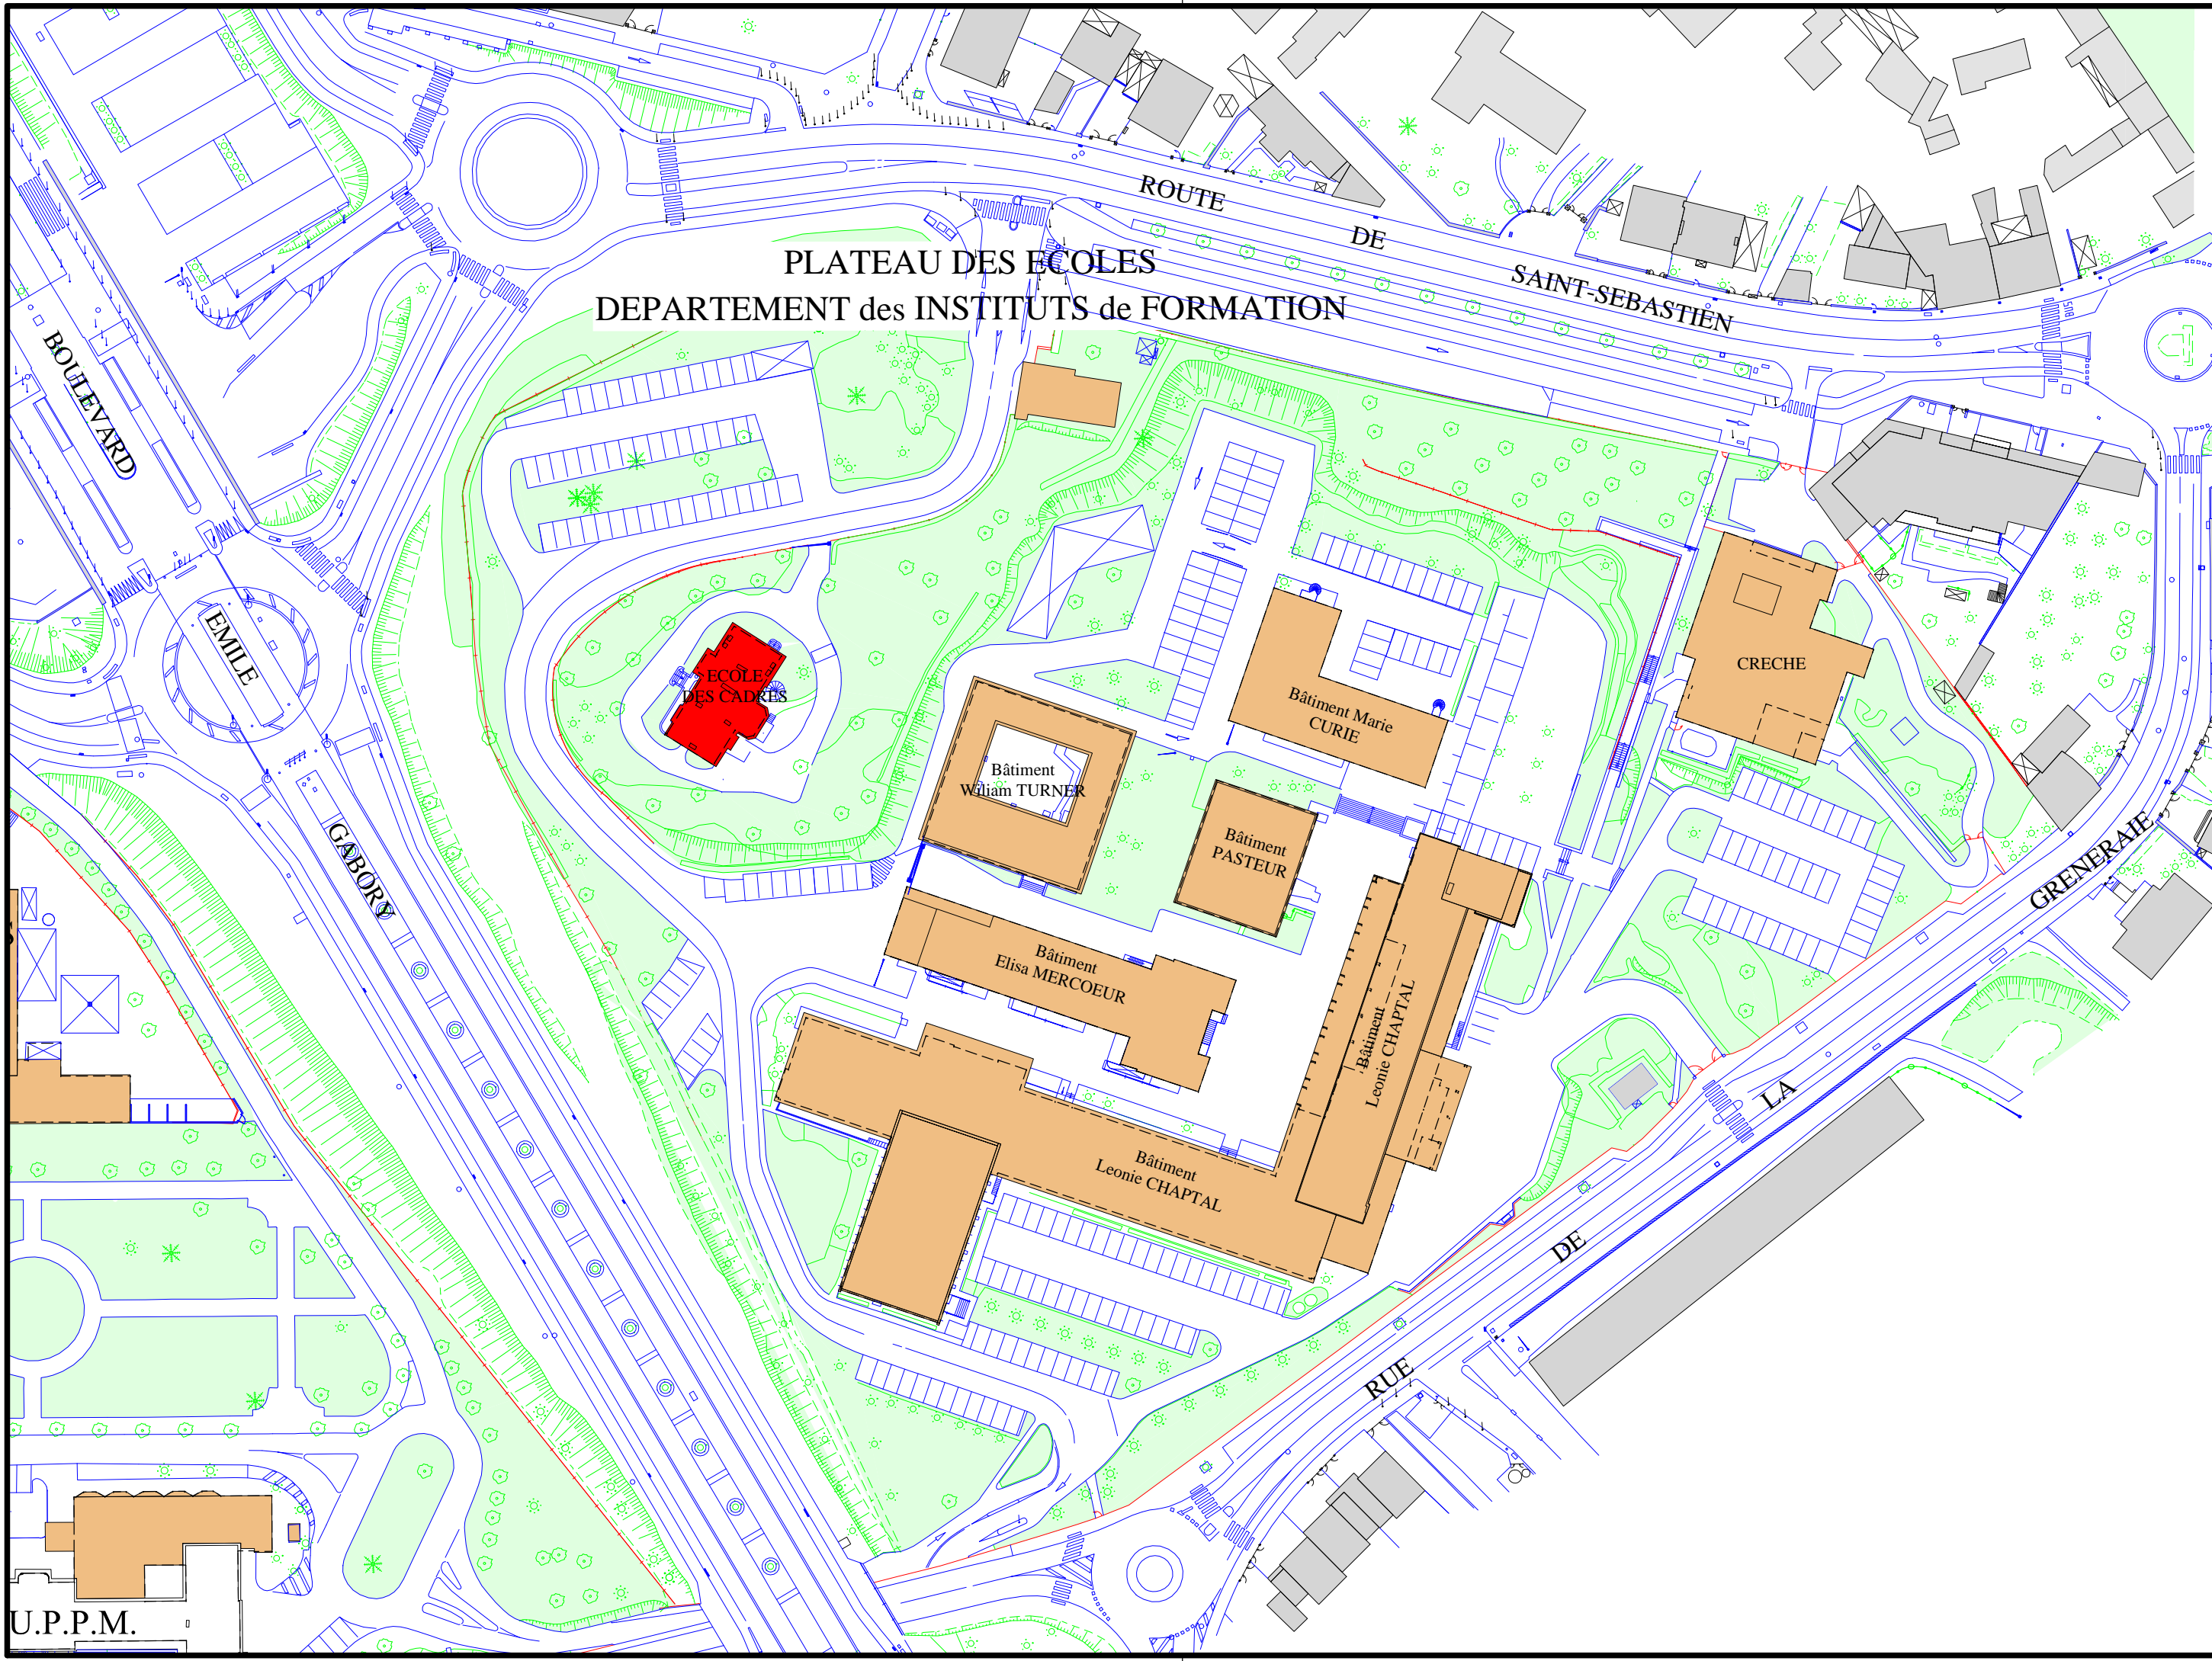 ROUTE
DE
SAINT-SEBASTIEN
PLATEAU DES ECOLES
DEPARTEMENT des INSTITUTS de FORMATION
BOULEVARD
EMILE
GABORY
ECOLE
DES CADRES
Bâtiment
Wiliam TURNER
Bâtiment Marie
CURIE
CRECHE
Bâtiment
PASTEUR
Bâtiment
Elisa MERCOEUR
Bâtiment
Leonie CHAPTAL
Bâtiment
Leonie CHAPTAL
RUE
DE
LA
GRENERAIE
S
U.P.P.M.